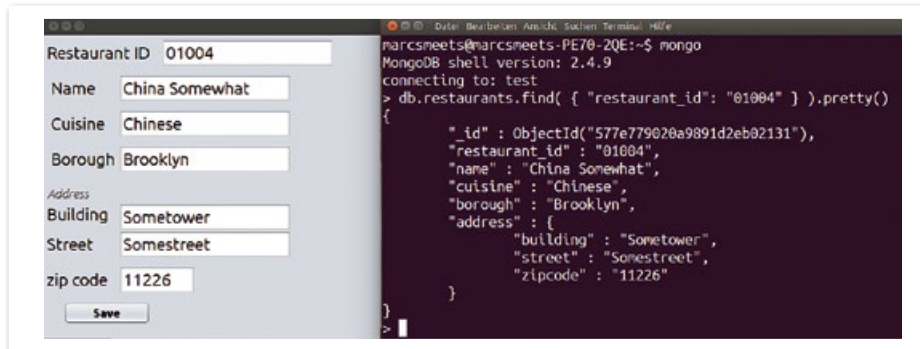 Restaurant ID 01004
Name China Somewhat
Cuisine Chinese
Borough Brooklyn
Address
Building Sometower
Street Somestreet
zip code 11226
Save
Datei Bearbeiten Ansicht Suchen Terminal Hilfe
marcsmeets@marcsmeets-PE70-2QE:~$ mongo
MongoDB shell version: 2.4.9
connecting to: test
> db.restaurants.find( { "restaurant_id": "01004" } ).pretty()
{
"_id" : ObjectId("577e779020a9891d2eb02131"),
"restaurant_id" : "01004",
"name" : "China Somewhat",
"cuisine" : "Chinese",
"borough" : "Brooklyn",
"address" : {
"building" : "Sometower",
"street" : "Somestreet",
"zipcode" : "11226"
}
}
>